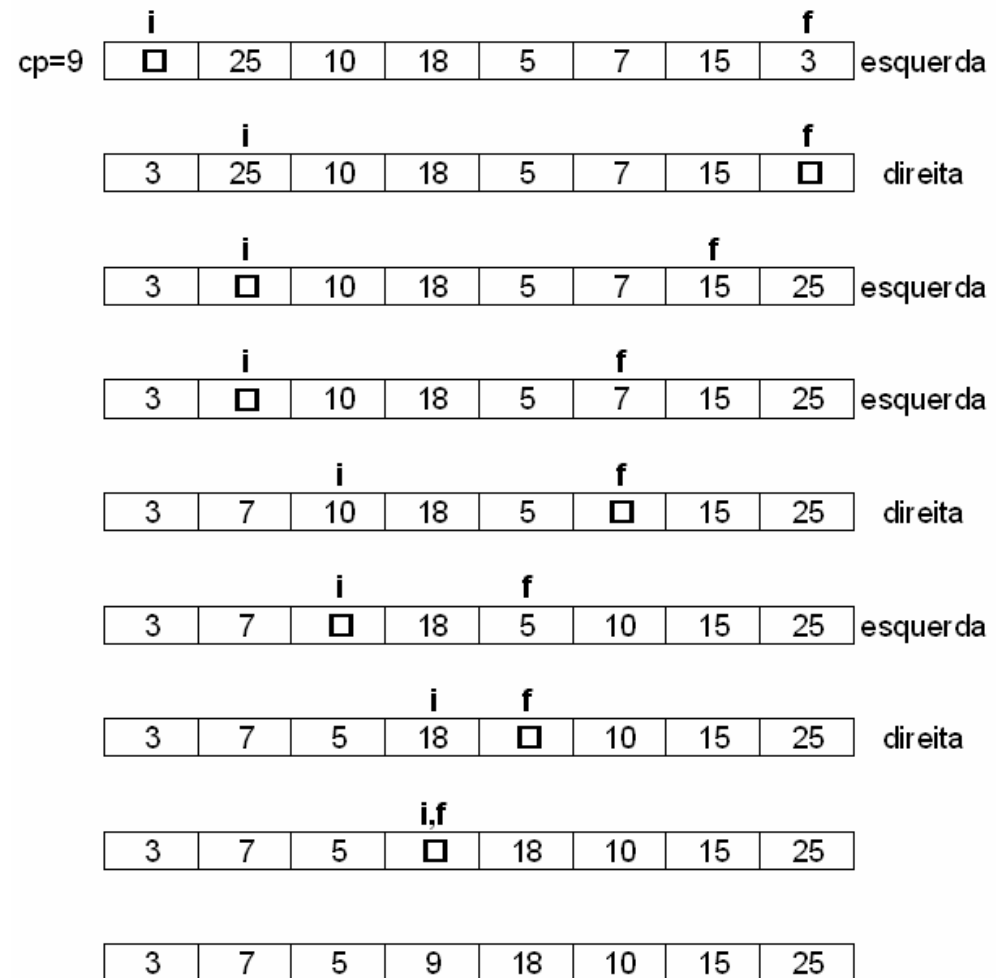 i f
cp=9 25 10 18 5 7 15 3 esquerda
i f
3 25 10 18 5 7 15 direita
i f
3 10 18 5 7 15 25 esquerda
i f
3 10 18 5 7 15 25 esquerda
i f
3 7 10 18 5 15 25 direita
i f
3 7 18 5 10 15 25 esquerda
i f
3 7 5 18 10 15 25 direita
i,f
3 7 5 18 10 15 25
3 7 5 9 18 10 15 25